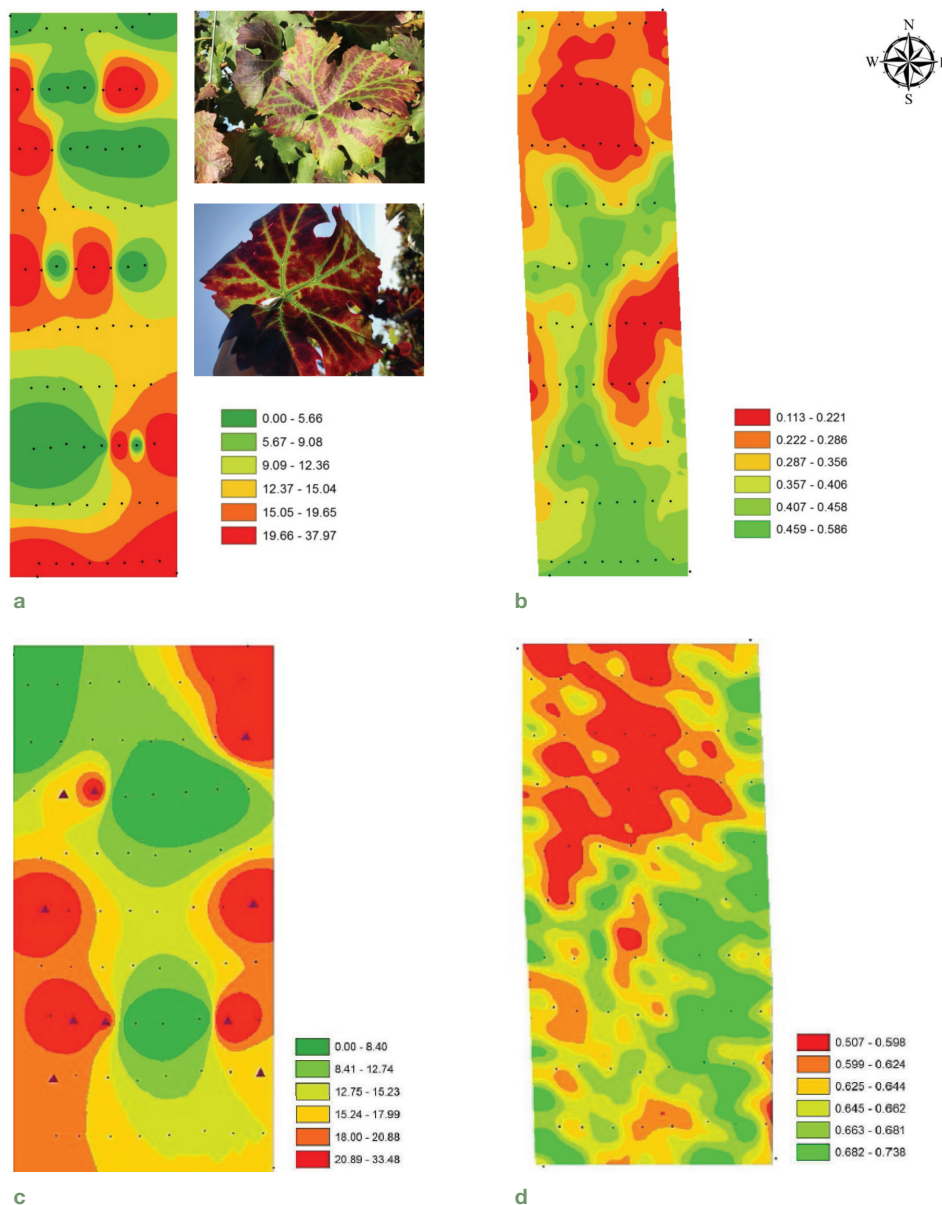 N
W
E
S
0.00 - 5.66
5.67 - 9.08
9.09 - 12.36
12.37 - 15.04
15.05 - 19.65
19.66 - 37.97
0.113 - 0.221
0.222 - 0.286
0.287 - 0.356
0.357 - 0.406
0.407 - 0.458
0.459 - 0.586
a
b
0.00 - 8.40
8.41 - 12.74
12.75 - 15.23
15.24 - 17.99
18.00 - 20.88
20.89 - 33.48
0.507 - 0.598
0.599 - 0.624
0.625 - 0.644
0.645 - 0.662
0.663 - 0.681
0.682 - 0.738
c
d